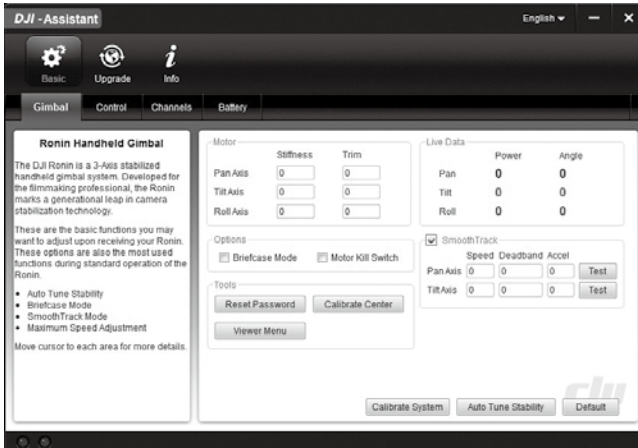 DJI - Assistant
English
Basic
Upgrade
Info
Gimbal Control Channels Battery
Ronin Handheld Gimbal
The DJI Ronin is a 3-Axis stabilized
handheld gimbal system. Developed for
the filmmaking professional, the Ronin
marks a generational leap in camera
stabilization technology.
These are the basic functions you may
want to adjust upon receiving your Ronin.
These options are also the most used
functions during standard operation of the
Ronin.
Auto Tune Stability
Briefcase Mode
SmoothTrack Mode
Maximum Speed Adjustment
Move cursor to each area for more details.
Motor
Stiffness Trim
Pan Axis 0 0
Tilt Axis 0 0
Roll Axis 0 0
Options
Briefcase Mode Motor Kill Switch
Tools
Reset Password Calibrate Center
Viewer Menu
Live Data
Power Angle
Pan 0 0
Tilt 0 0
Roll 0 0
SmoothTrack
Speed Deadband Accel
Pan Axis 0 0 0 Test
Tilt Axis 0 0 0 Test
dji
Calibrate System Auto Tune Stability Default